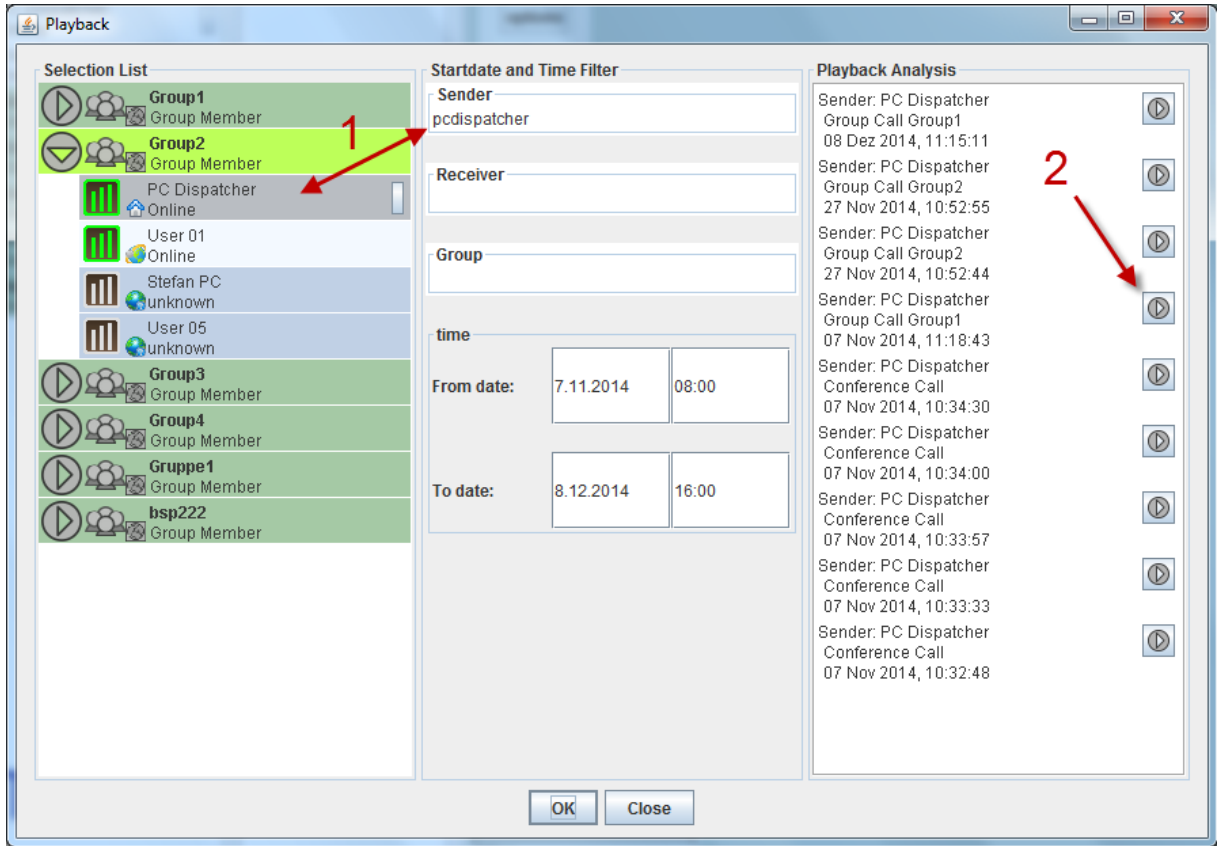 Playback
Selection List
Group1
Group Member
Group2
Group Member
PC Dispatcher
Online
User 01
Online
Stefan PC
unknown
User 05
unknown
Group3
Group Member
Group4
Group Member
Gruppe1
Group Member
bsp222
Group Member
1
Startdate and Time Filter
Sender
pcdispatcher
Receiver
Group
time
From date: 7.11.2014 08:00
To date: 8.12.2014 16:00
Playback Analysis
Sender: PC Dispatcher
Group Call Group1
08 Dez 2014, 11:15:11
Sender: PC Dispatcher
Group Call Group2
27 Nov 2014, 10:52:55
Sender: PC Dispatcher
Group Call Group2
27 Nov 2014, 10:52:44
Sender: PC Dispatcher
Group Call Group1
07 Nov 2014, 11:18:43
Sender: PC Dispatcher
Conference Call
07 Nov 2014, 10:34:30
Sender: PC Dispatcher
Conference Call
07 Nov 2014, 10:34:00
Sender: PC Dispatcher
Conference Call
07 Nov 2014, 10:33:57
Sender: PC Dispatcher
Conference Call
07 Nov 2014, 10:33:33
Sender: PC Dispatcher
Conference Call
07 Nov 2014, 10:32:48
2
OK Close